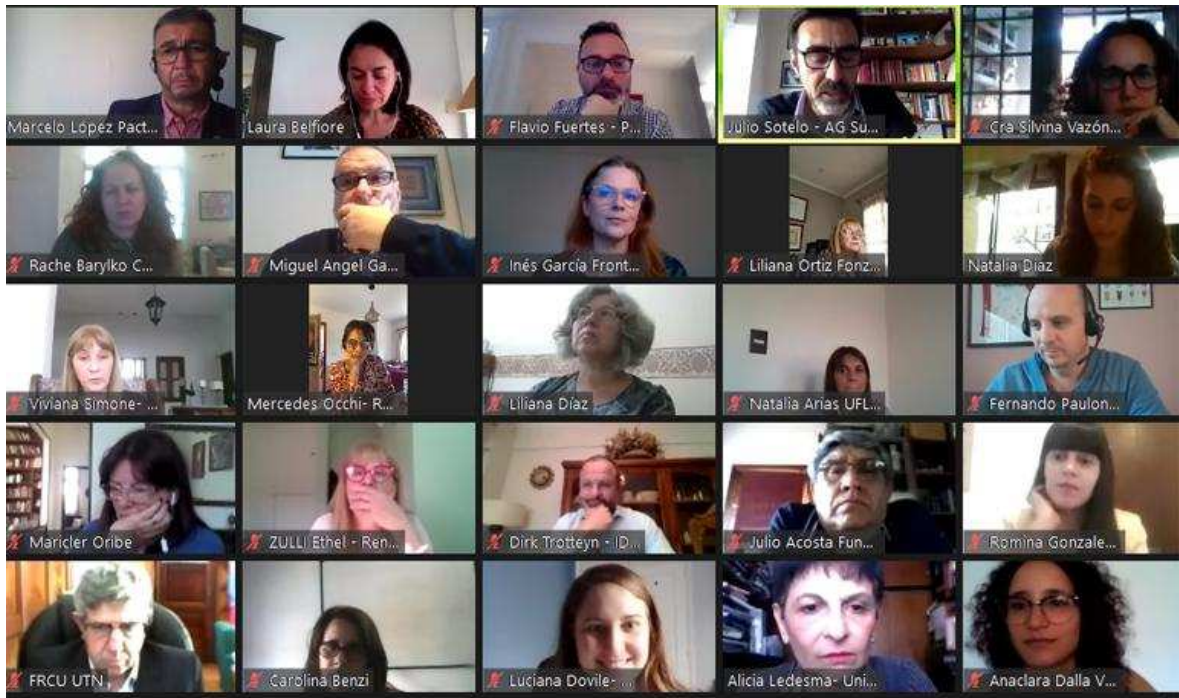 Marcelo López Pact...
Laura Belfiore
Flavio Fuertes - P...
Julio Sotelo - AG Su...
Cra Silvina Vazón...
Rache Barylko C...
Miguel Angel Ga...
Inés García Front...
Liliana Ortiz Fonz...
Natalia Diaz
Viviana Simone- ...
Mercedes Occhi- R...
Liliana Díaz
Natalia Arias UFL...
Fernando Paulon...
Maricler Oribe
ZULLI Ethel - Ren...
Dirk Trotteyn - ID...
Julio Acosta Fun...
Romina Gonzale...
FRCU UTN
Carolina Benzi
Luciana Dovile- ...
Alicia Ledesma- Uni...
Anaclara Dalla V...